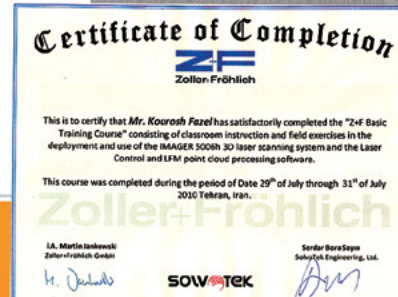 Certificate of Completion
Z+F
Zoller+Fröhlich
This is to certify that Mr. Kourosh Fazel has satisfactorily completed the "Z+F Basic
Training Course" consisting of classroom instruction and field exercises in the
deployment and use of the IMAGER 5006h 3D laser scanning system and the Laser
Control and LFM point cloud processing software.
This course was completed during the period of Date 29th of July through 31st of July
2010 Tehran, Iran.
Zoller+Fröhlich
i.A. Martin Jankowski
Zoller+Fröhlich GmbH
Serdar Bora Sayın
SolvoTek Engineering, Ltd.
SOLVOTEK